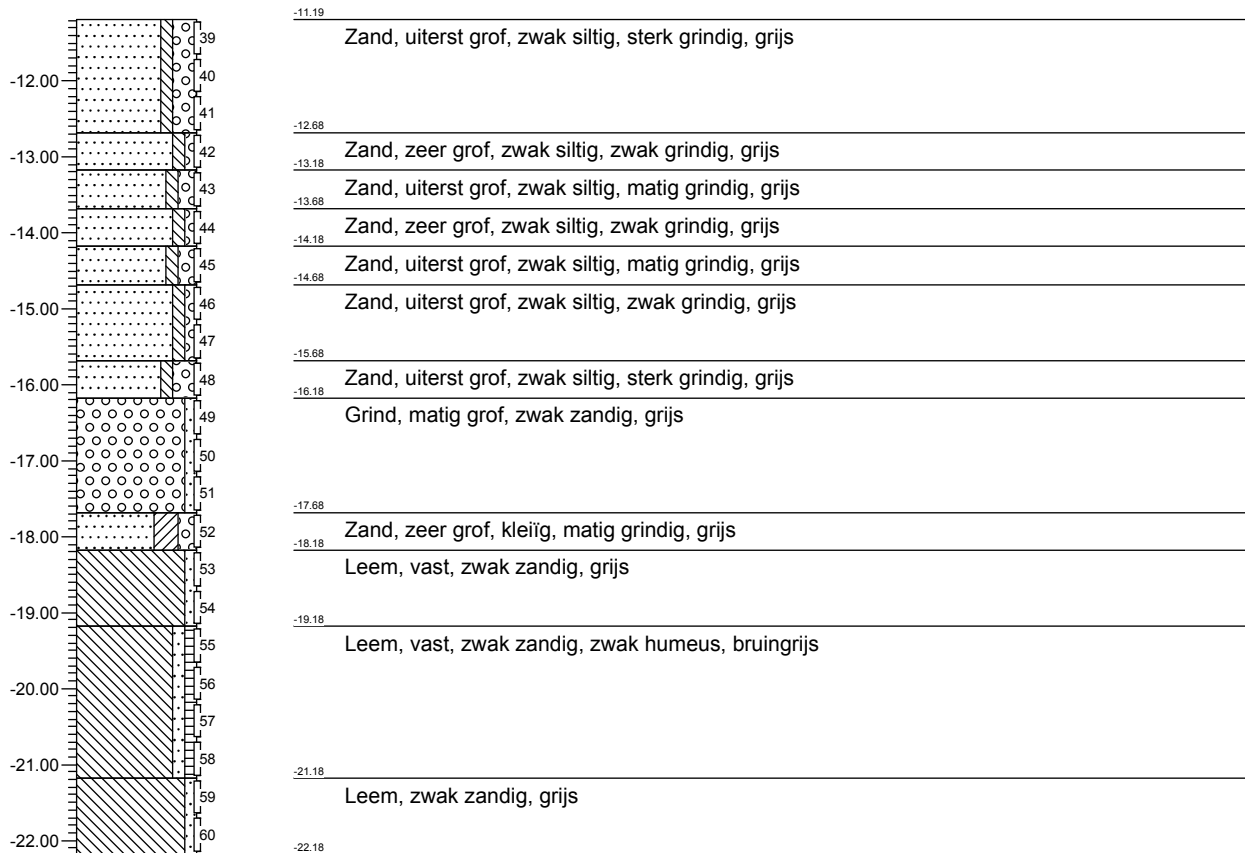 -11.19
39 Zand, uiterst grof, zwak siltig, sterk grindig, grijs
-12.00 40
41
-12.68
-13.00 42 Zand, zeer grof, zwak siltig, zwak grindig, grijs
-13.18
43 Zand, uiterst grof, zwak siltig, matig grindig, grijs
-13.68
-14.00 44 Zand, zeer grof, zwak siltig, zwak grindig, grijs
-14.18
45 Zand, uiterst grof, zwak siltig, matig grindig, grijs
-14.68
-15.00 46 Zand, uiterst grof, zwak siltig, zwak grindig, grijs
47
-15.68
-16.00 48 Zand, uiterst grof, zwak siltig, sterk grindig, grijs
-16.18
49 Grind, matig grof, zwak zandig, grijs
-17.00 50
51
-17.68
-18.00 52 Zand, zeer grof, kleiïg, matig grindig, grijs
-18.18
53 Leem, vast, zwak zandig, grijs
-19.00 54
-19.18
55 Leem, vast, zwak zandig, zwak humeus, bruingrijs
-20.00 56
57
-21.00 58
-21.18
59 Leem, zwak zandig, grijs
-22.00 60
-22.18